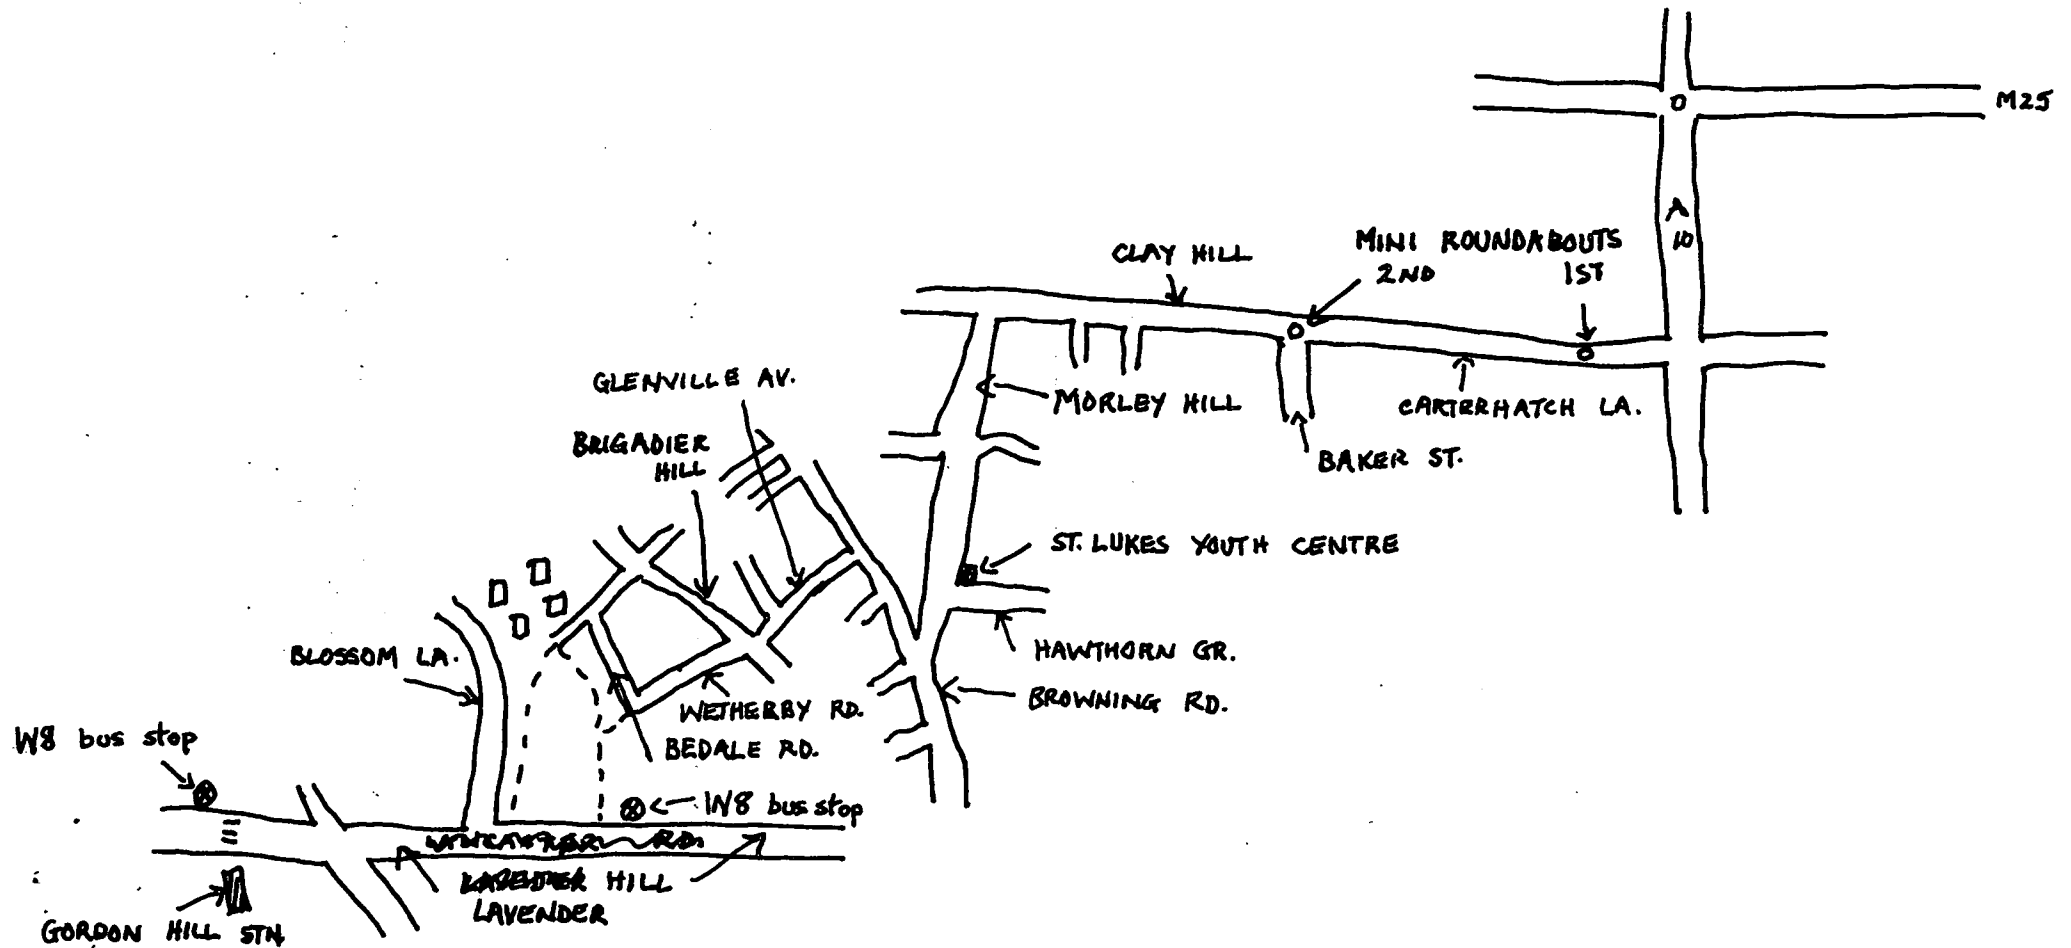 M25
A
10
MINI ROUNDABOUTS
2ND
1ST
CLAY HILL
GLENVILLE AV.
MORLEY HILL
CARTERHATCH LA.
BRIGADIER
HILL
BAKER ST.
ST. LUKES YOUTH CENTRE
BLOSSOM LA.
HAWTHORN GR.
BROWNING RD.
WETHERBY RD.
BEDALE RD.
W8 bus stop
W8 bus stop
RD.
HILL
LAVENDER
GORDON HILL STN